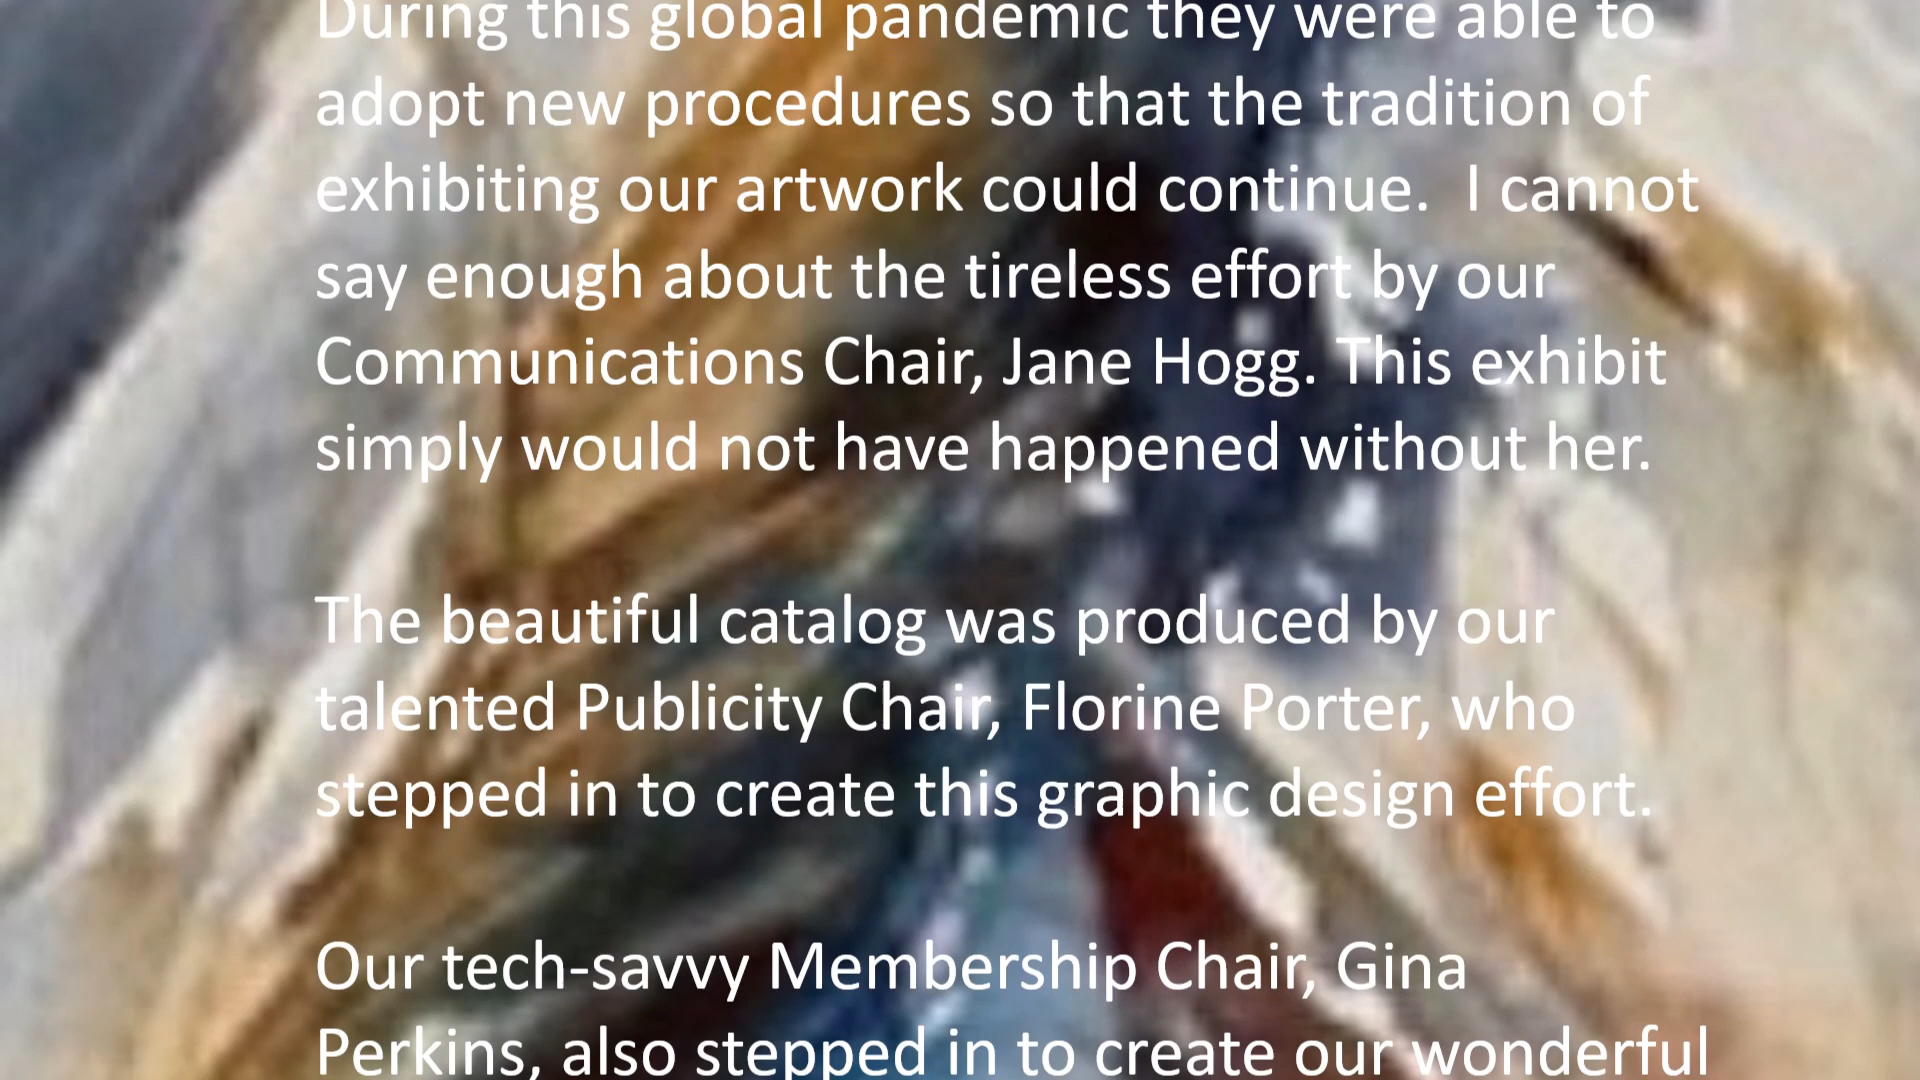 During this global pandemic they were able to
adopt new procedures so that the tradition of
exhibiting our artwork could continue.  I cannot
say enough about the tireless effort by our
Communications Chair, Jane Hogg. This exhibit
simply would not have happened without her.
The beautiful catalog was produced by our
talented Publicity Chair, Florine Porter, who
stepped in to create this graphic design effort.
Our tech-savvy Membership Chair, Gina
Perkins, also stepped in to create our wonderful